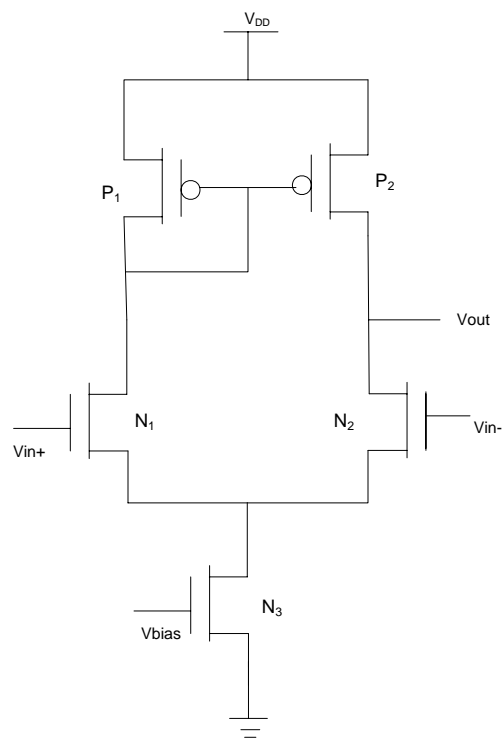 VDD
P1
P2
Vout
N1
N2
Vin+
Vin-
N3
Vbias